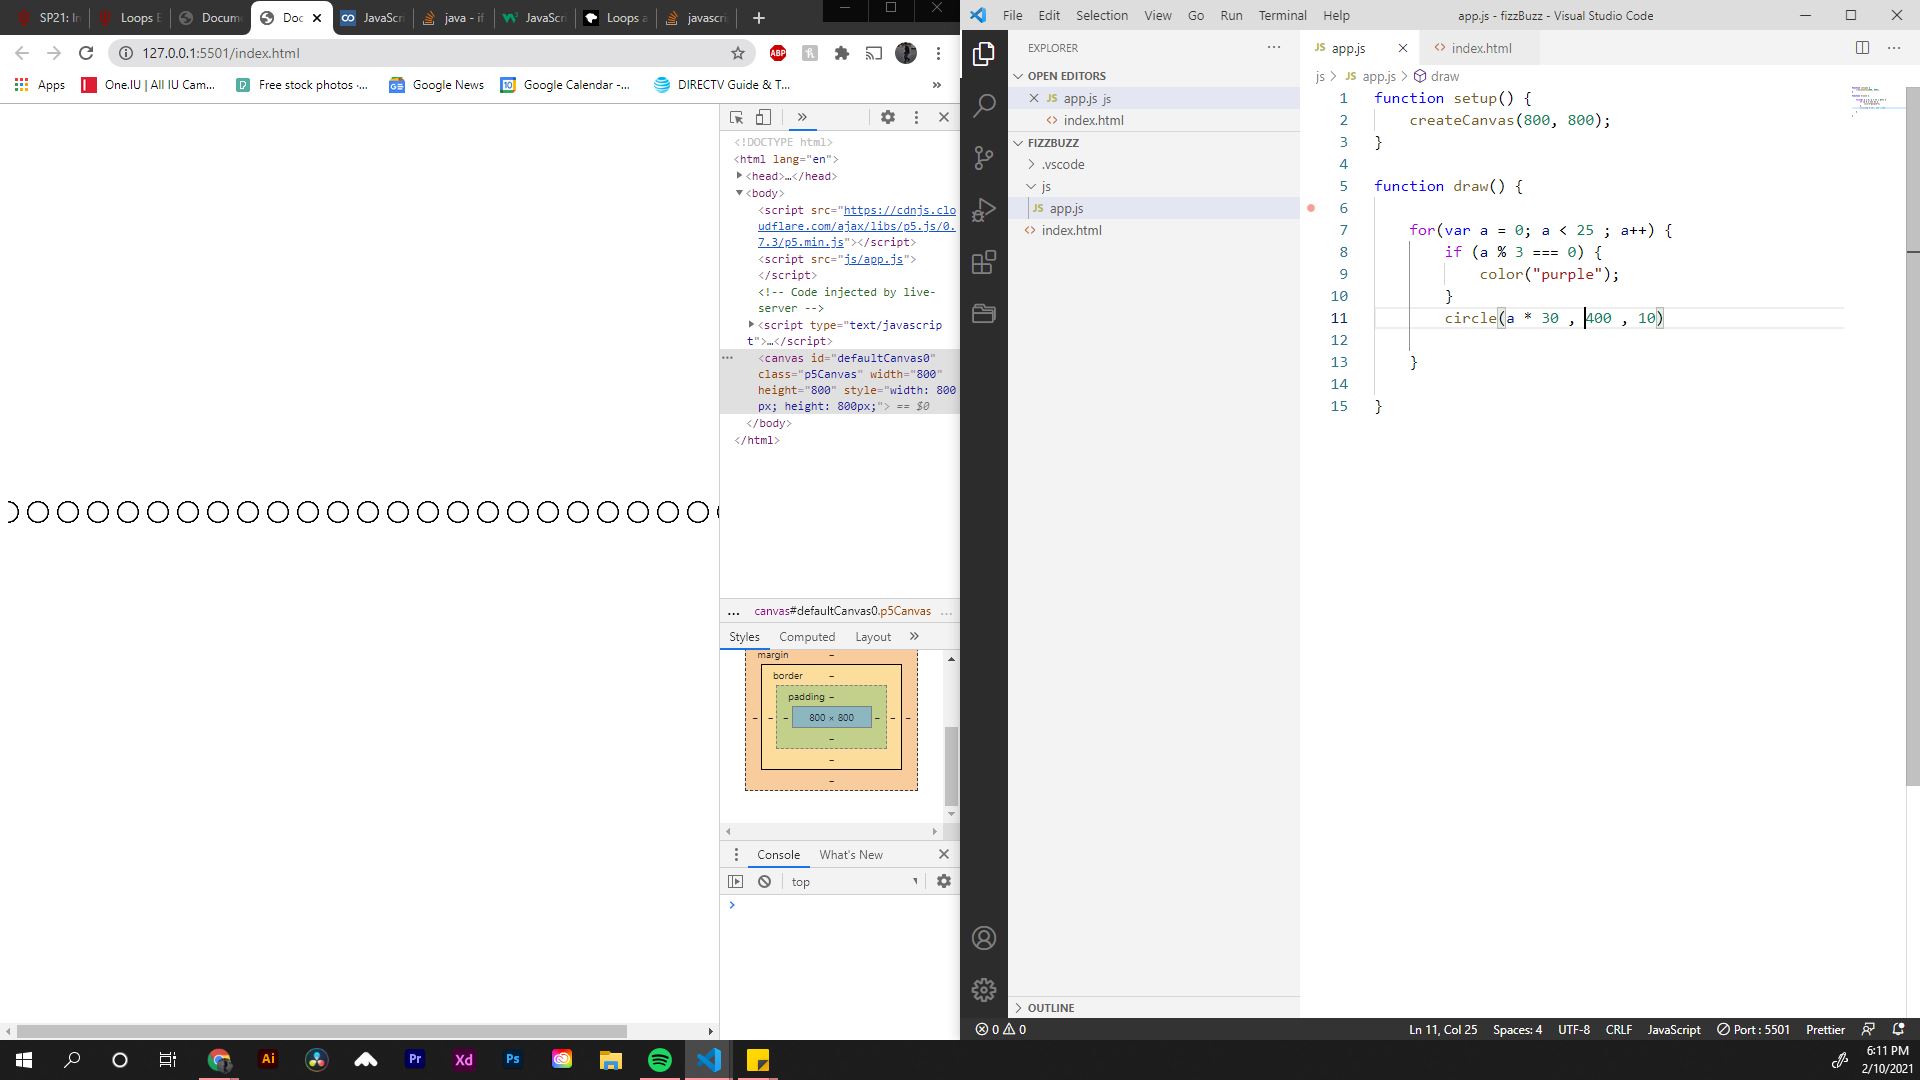 SP21: In
Loops E
Docum
Doc
JavaScri
java - if
JavaScri
Loops a
javascri
127.0.0.1:5501/index.html
ABP
Apps
One.IU | All IU Cam...
Free stock photos ·...
Google News
Google Calendar -...
DIRECTV Guide & T...
»
<!DOCTYPE html>
<html lang="en">
<head>…</head>
<body>
<script src="https://cdnjs.clo
udflare.com/ajax/libs/p5.js/0.
7.3/p5.min.js"></script>
<script src="js/app.js">
</script>
<!-- Code injected by live-
server -->
<script type="text/javascrip
t">…</script>
<canvas id="defaultCanvas0"
class="p5Canvas" width="800"
height="800" style="width: 800
px; height: 800px;"> == $0
</body>
</html>
... canvas#defaultCanvas0.p5Canvas ...
Styles Computed Layout »
margin –
border –
padding –
– – – 800 × 800 – – –
–
–
–
Console What's New
top
File Edit Selection View Go Run Terminal Help
app.js - fizzBuzz - Visual Studio Code
EXPLORER
OPEN EDITORS
JS app.js js
<> index.html
FIZZBUZZ
.vscode
js
JS app.js
<> index.html
OUTLINE
JS app.js
<> index.html
js > JS app.js > draw
1 function setup() {
2 createCanvas(800, 800);
3 }
4
5 function draw() {
6
7 for(var a = 0; a < 25 ; a++) {
8 if (a % 3 === 0) {
9 color("purple");
10 }
11 circle(a * 30 , 400 , 10)
12
13 }
14
15 }
0 0
Ln 11, Col 25 Spaces: 4 UTF-8 CRLF JavaScript Port : 5501 Prettier
Ai
Pr
Xd
Ps
6:11 PM
2/10/2021